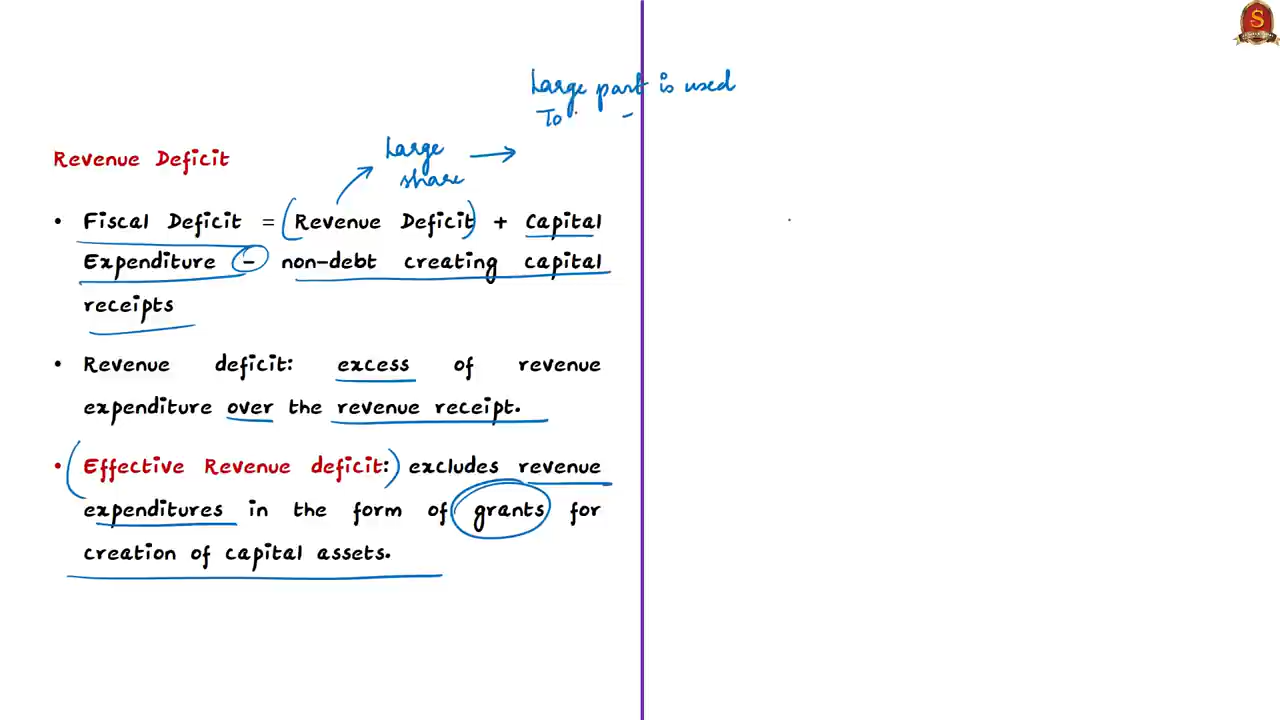 Large part is used
To
Large
share
Revenue Deficit
• Fiscal Deficit = (Revenue Deficit) + Capital
Expenditure - non-debt creating capital
receipts
• Revenue deficit: excess of revenue
expenditure over the revenue receipt.
• (Effective Revenue deficit:) excludes revenue
expenditures in the form of grants for
creation of capital assets.
S